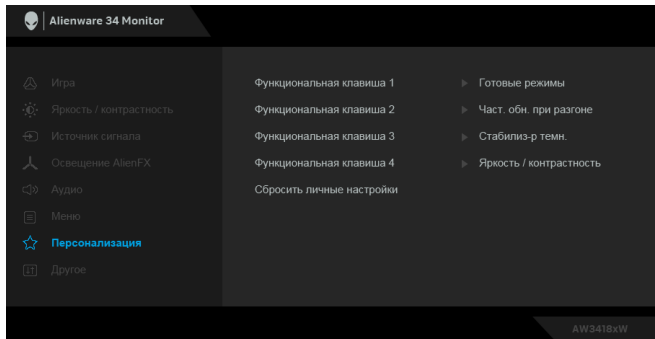 Alienware 34 Monitor
Игра
Функциональная клавиша 1
Готовые режимы
Яркость / контрастность
Функциональная клавиша 2
Част. обн. при разгоне
Источник сигнала
Функциональная клавиша 3
Стабилиз-р темн.
Освещение AlienFX
Функциональная клавиша 4
Яркость / контрастность
Аудио
Сбросить личные настройки
Меню
Персонализация
Другое
AW3418xW